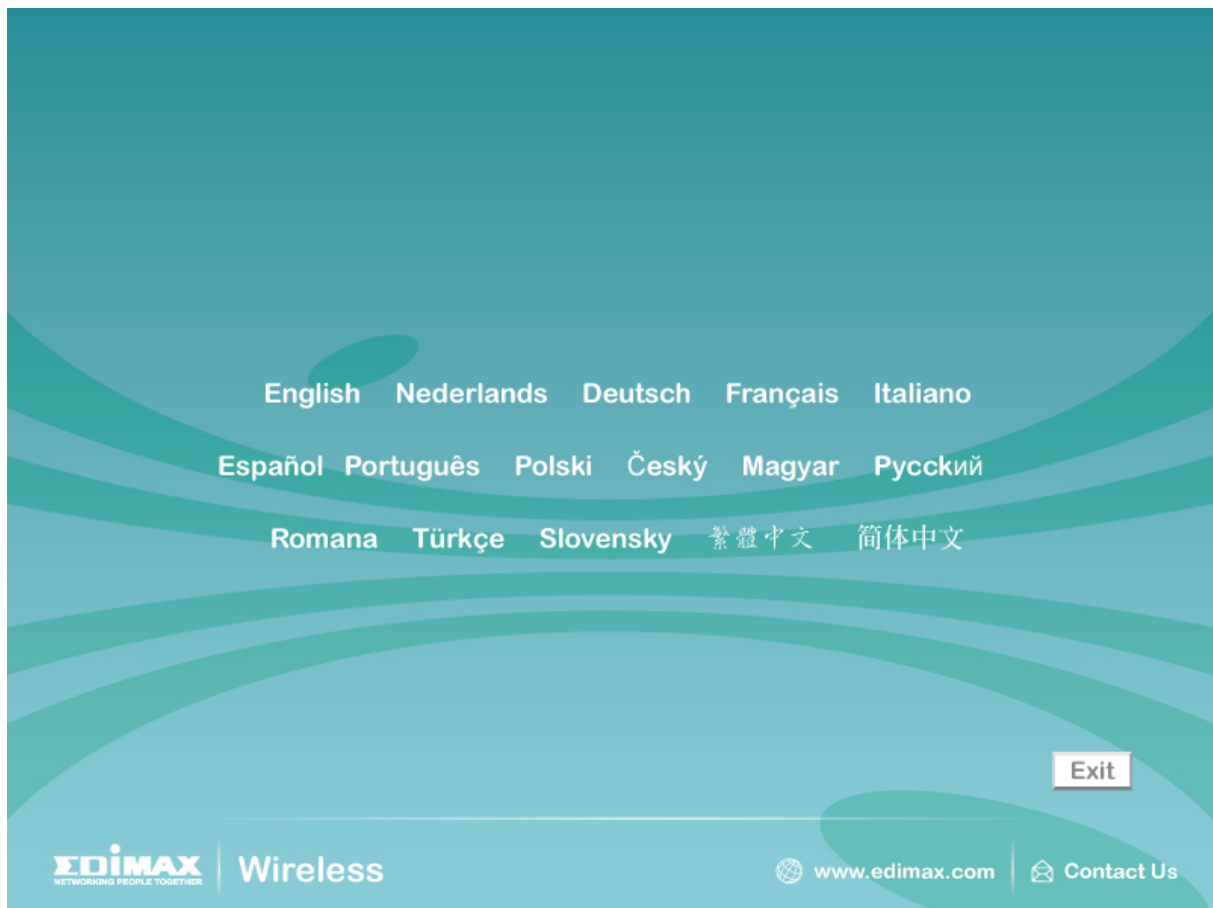 English Nederlands Deutsch Français Italiano
Español Português Polski Český Magyar Русский
Romana Türkçe Slovensky 繁體中文 简体中文
Exit
EDIMAX
NETWORKING PEOPLE TOGETHER
Wireless
www.edimax.com
Contact Us